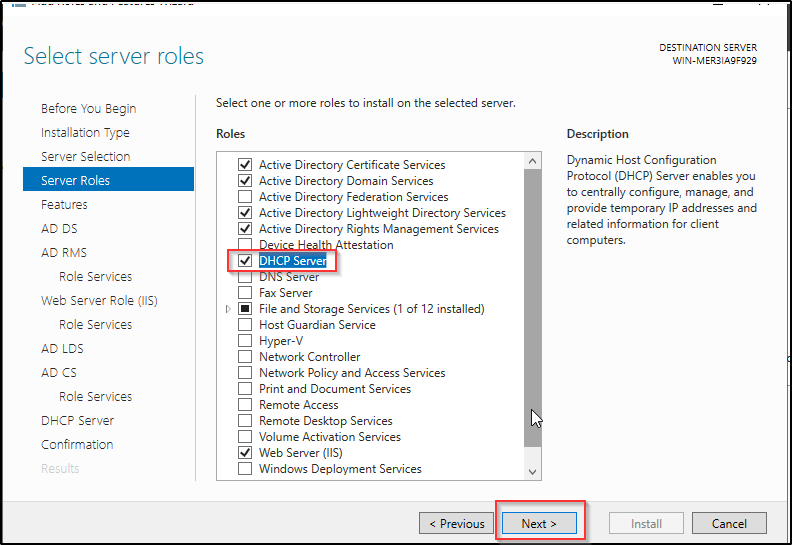 Select server roles
DESTINATION SERVER
WIN-MER3IA9F929
Before You Begin
Installation Type
Server Selection
Server Roles
Features
AD DS
AD RMS
Role Services
Web Server Role (IIS)
Role Services
AD LDS
AD CS
Role Services
DHCP Server
Confirmation
Results
Select one or more roles to install on the selected server.
Roles
Active Directory Certificate Services
Active Directory Domain Services
Active Directory Federation Services
Active Directory Lightweight Directory Services
Active Directory Rights Management Services
Device Health Attestation
DHCP Server
DNS Server
Fax Server
File and Storage Services (1 of 12 installed)
Host Guardian Service
Hyper-V
Network Controller
Network Policy and Access Services
Print and Document Services
Remote Access
Remote Desktop Services
Volume Activation Services
Web Server (IIS)
Windows Deployment Services
Description
Dynamic Host Configuration
Protocol (DHCP) Server enables you
to centrally configure, manage, and
provide temporary IP addresses and
related information for client
computers.
< Previous
Next >
Install
Cancel